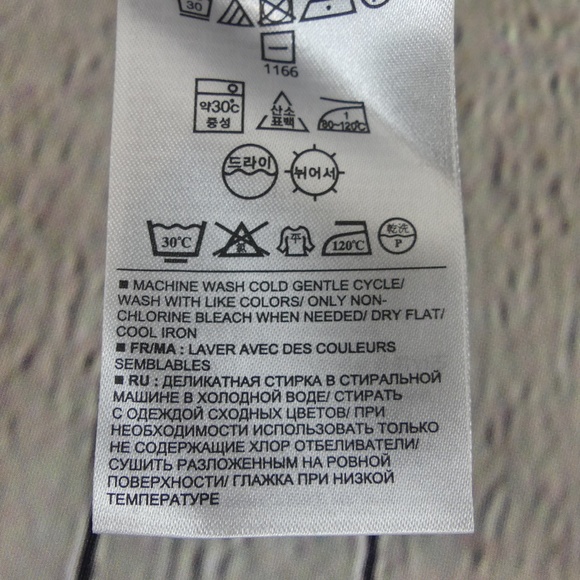 30
1166
약30℃
중성
산소
표백
1
80~120℃
드라이
뉘어서
30℃
平
120℃
乾洗
P
■ MACHINE WASH COLD GENTLE CYCLE/
WASH WITH LIKE COLORS/ ONLY NON-
CHLORINE BLEACH WHEN NEEDED/ DRY FLAT/
COOL IRON
■ FR/MA : LAVER AVEC DES COULEURS
SEMBLABLES
■ RU : ДЕЛИКАТНАЯ СТИРКА В СТИРАЛЬНОЙ
МАШИНЕ В ХОЛОДНОЙ ВОДЕ/ СТИРАТЬ
С ОДЕЖДОЙ СХОДНЫХ ЦВЕТОВ/ ПРИ
НЕОБХОДИМОСТИ ИСПОЛЬЗОВАТЬ ТОЛЬКО
НЕ СОДЕРЖАЩИЕ ХЛОР ОТБЕЛИВАТЕЛИ/
СУШИТЬ РАЗЛОЖЕННЫМ НА РОВНОЙ
ПОВЕРХНОСТИ/ ГЛАЖКА ПРИ НИЗКОЙ
ТЕМПЕРАТУРЕ